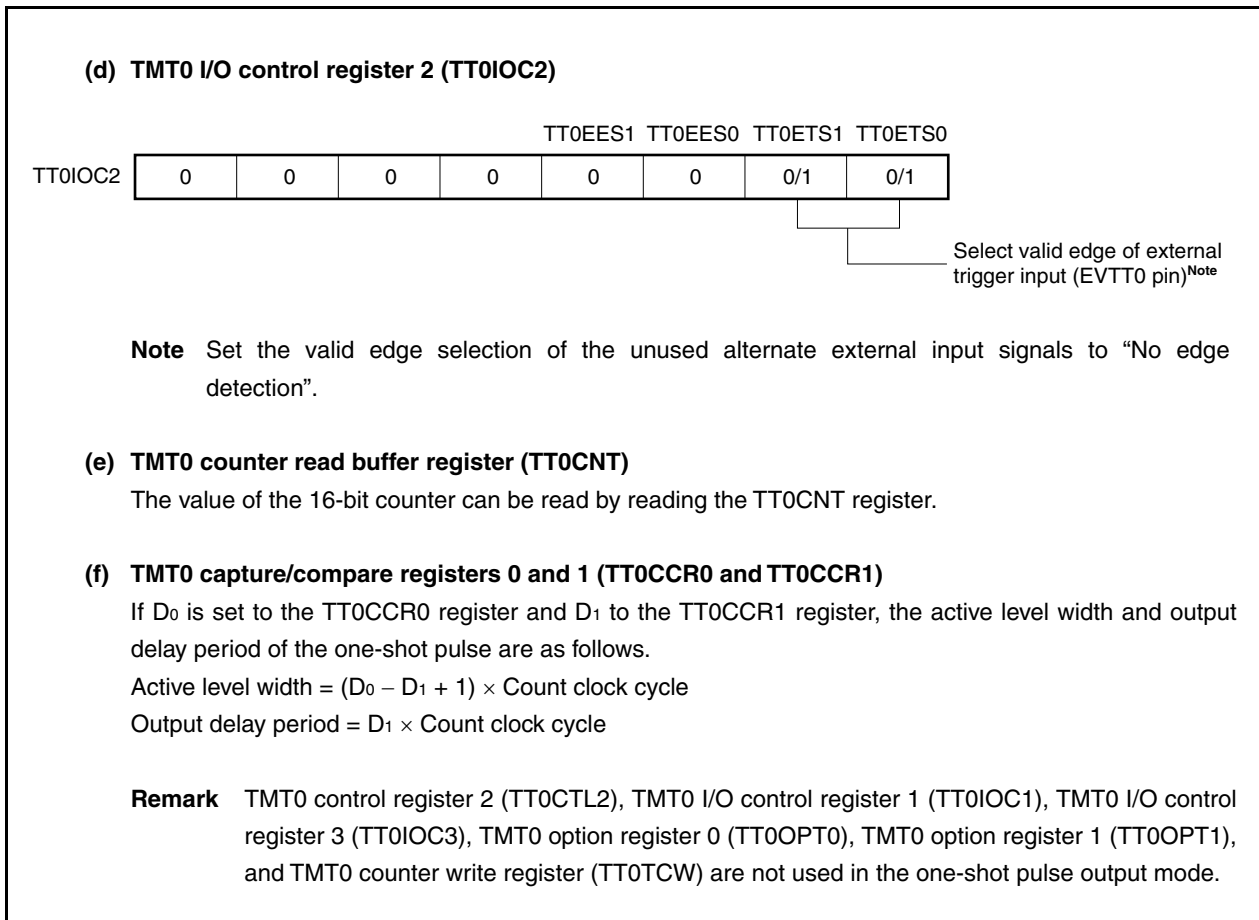 (d) TMT0 I/O control register 2 (TT0IOC2)
TT0EES1 TT0EES0 TT0ETS1 TT0ETS0
TT0IOC2 0 0 0 0 0 0 0/1 0/1
Select valid edge of external
trigger input (EVTT0 pin)Note
Note Set the valid edge selection of the unused alternate external input signals to “No edge
detection”.
(e) TMT0 counter read buffer register (TT0CNT)
The value of the 16-bit counter can be read by reading the TT0CNT register.
(f) TMT0 capture/compare registers 0 and 1 (TT0CCR0 and TT0CCR1)
If D0 is set to the TT0CCR0 register and D1 to the TT0CCR1 register, the active level width and output
delay period of the one-shot pulse are as follows.
Active level width = (D0 − D1 + 1) × Count clock cycle
Output delay period = D1 × Count clock cycle
Remark TMT0 control register 2 (TT0CTL2), TMT0 I/O control register 1 (TT0IOC1), TMT0 I/O control
register 3 (TT0IOC3), TMT0 option register 0 (TT0OPT0), TMT0 option register 1 (TT0OPT1),
and TMT0 counter write register (TT0TCW) are not used in the one-shot pulse output mode.